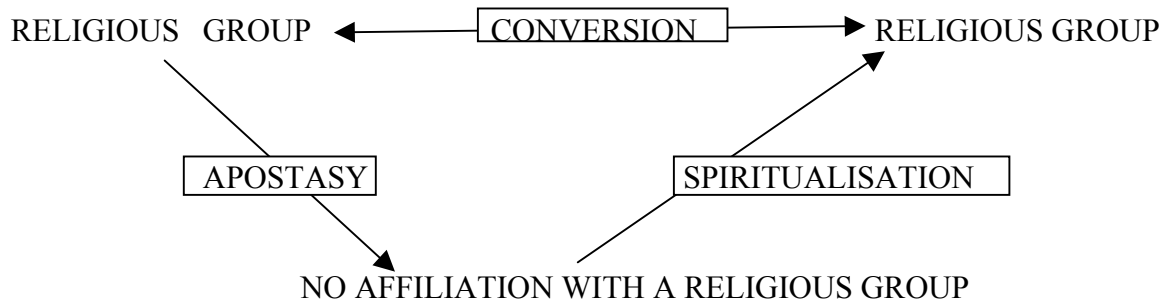 RELIGIOUS GROUP CONVERSION RELIGIOUS GROUP
APOSTASY SPIRITUALISATION
NO AFFILIATION WITH A RELIGIOUS GROUP